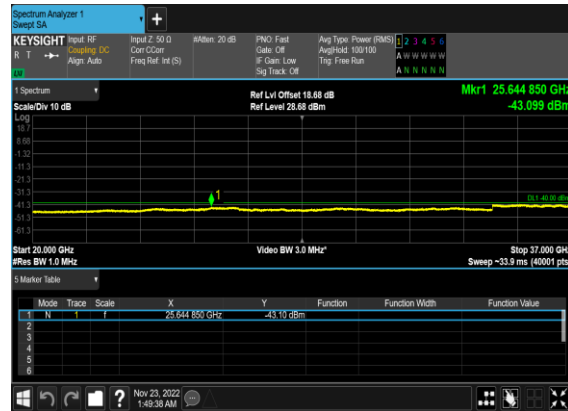 Spectrum Analyzer 1
Swept SA
+
KEYSIGHT Input: RF Input Z: 50 Ω #Atten: 20 dB PNO: Fast Avg Type: Power (RMS) 1 2 3 4 5 6
R T Coupling: DC Corr CCorr Gate: Off Avg|Hold: 100/100 A W W W W W
Align: Auto Freq Ref: Int (S) IF Gain: Low Trig: Free Run
Sig Track: Off A N N N N N
1 Spectrum Ref Lvl Offset 18.68 dB Mkr1 25.644 850 GHz
Scale/Div 10 dB Ref Level 28.68 dBm -43.099 dBm
Log
18.7
8.68
-1.32
-11.3
-21.3
-31.3
1
DL1 -40.00 dBm
-41.3
-51.3
-61.3
Start 20.000 GHz Video BW 3.0 MHz* Stop 37.000 GHz
#Res BW 1.0 MHz Sweep ~33.9 ms (40001 pts)
5 Marker Table
Mode Trace Scale X Y Function Function Width Function Value
1 N 1 f 25.644 850 GHz -43.10 dBm
2
3
4
5
6
? Nov 23, 2022
1:49:38 AM